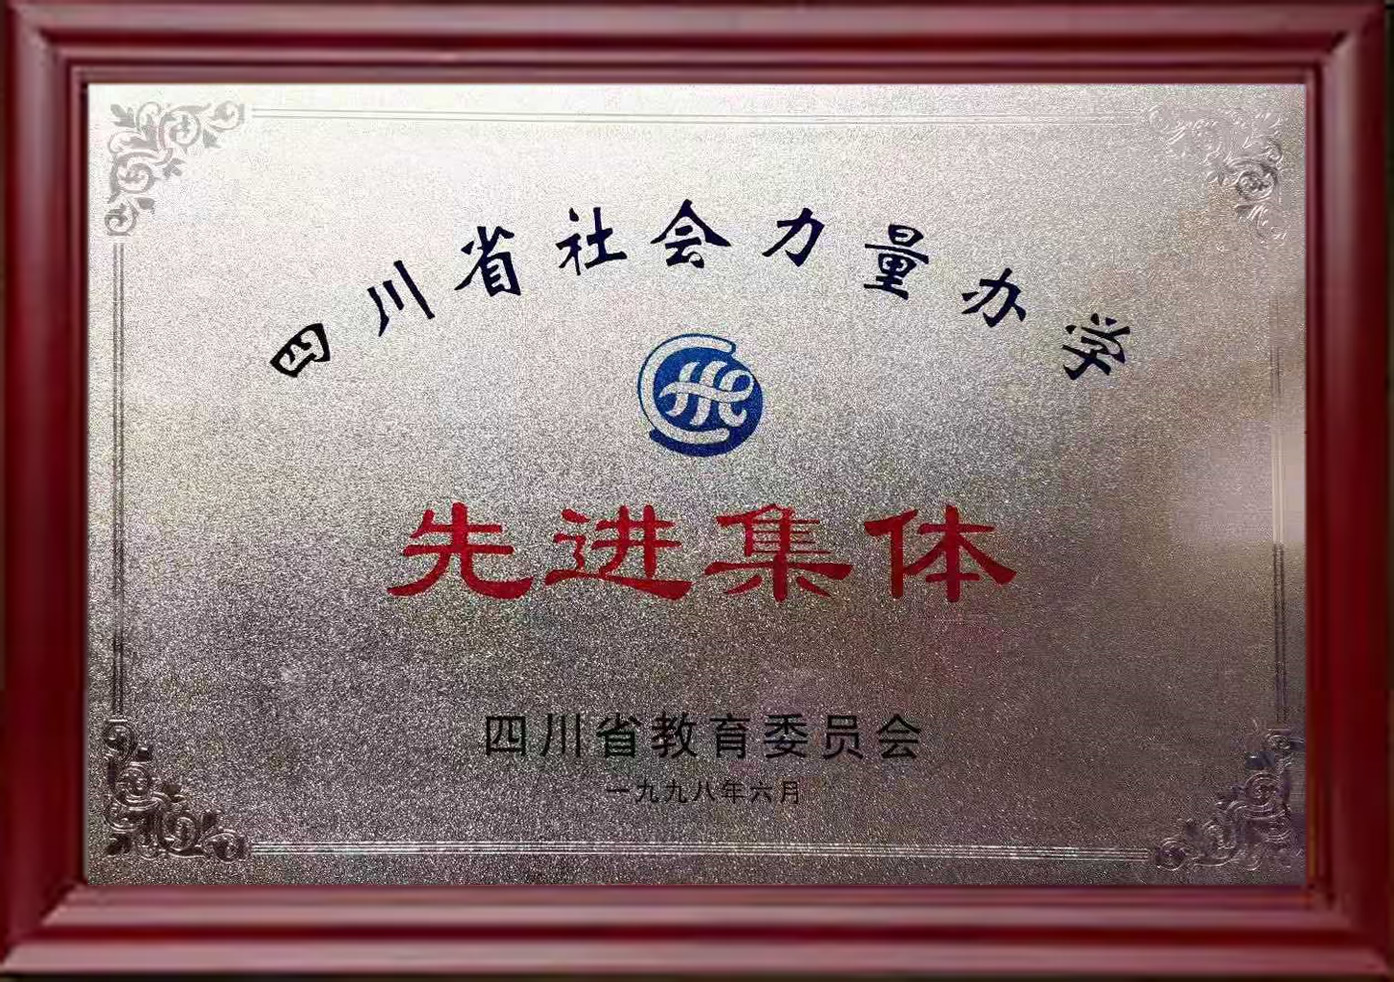 四川省社会力量办学
先进集体
四川省教育委员会
一九九八年六月